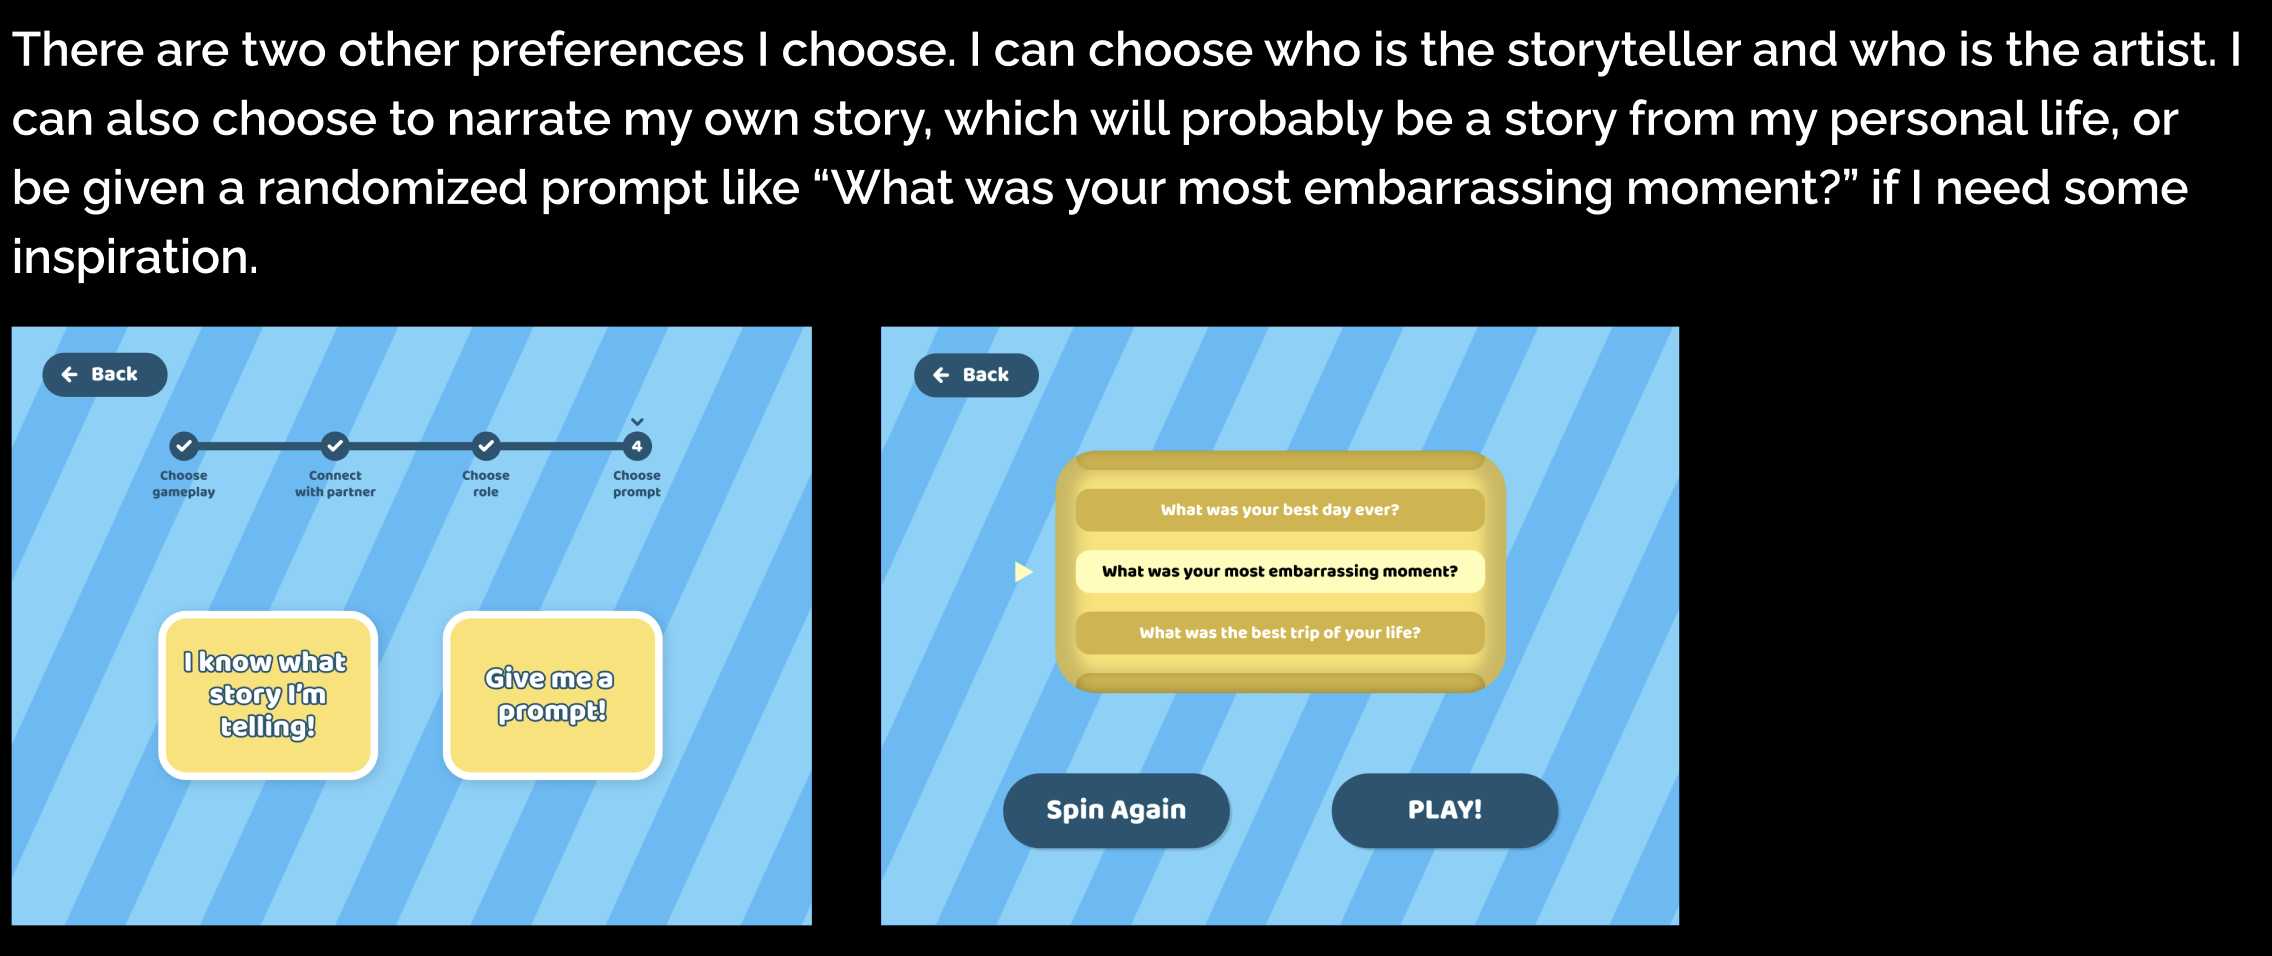 There are two other preferences I choose. I can choose who is the storyteller and who is the artist. I
can also choose to narrate my own story, which will probably be a story from my personal life, or
be given a randomized prompt like “What was your most embarrassing moment?” if I need some
inspiration.
Back
4
Choose
gameplay
Connect
with partner
Choose
role
Choose
prompt
I know what
story I’m
telling!
Give me a
prompt!
Back
What was your best day ever?
What was your most embarrassing moment?
What was the best trip of your life?
Spin Again
PLAY!